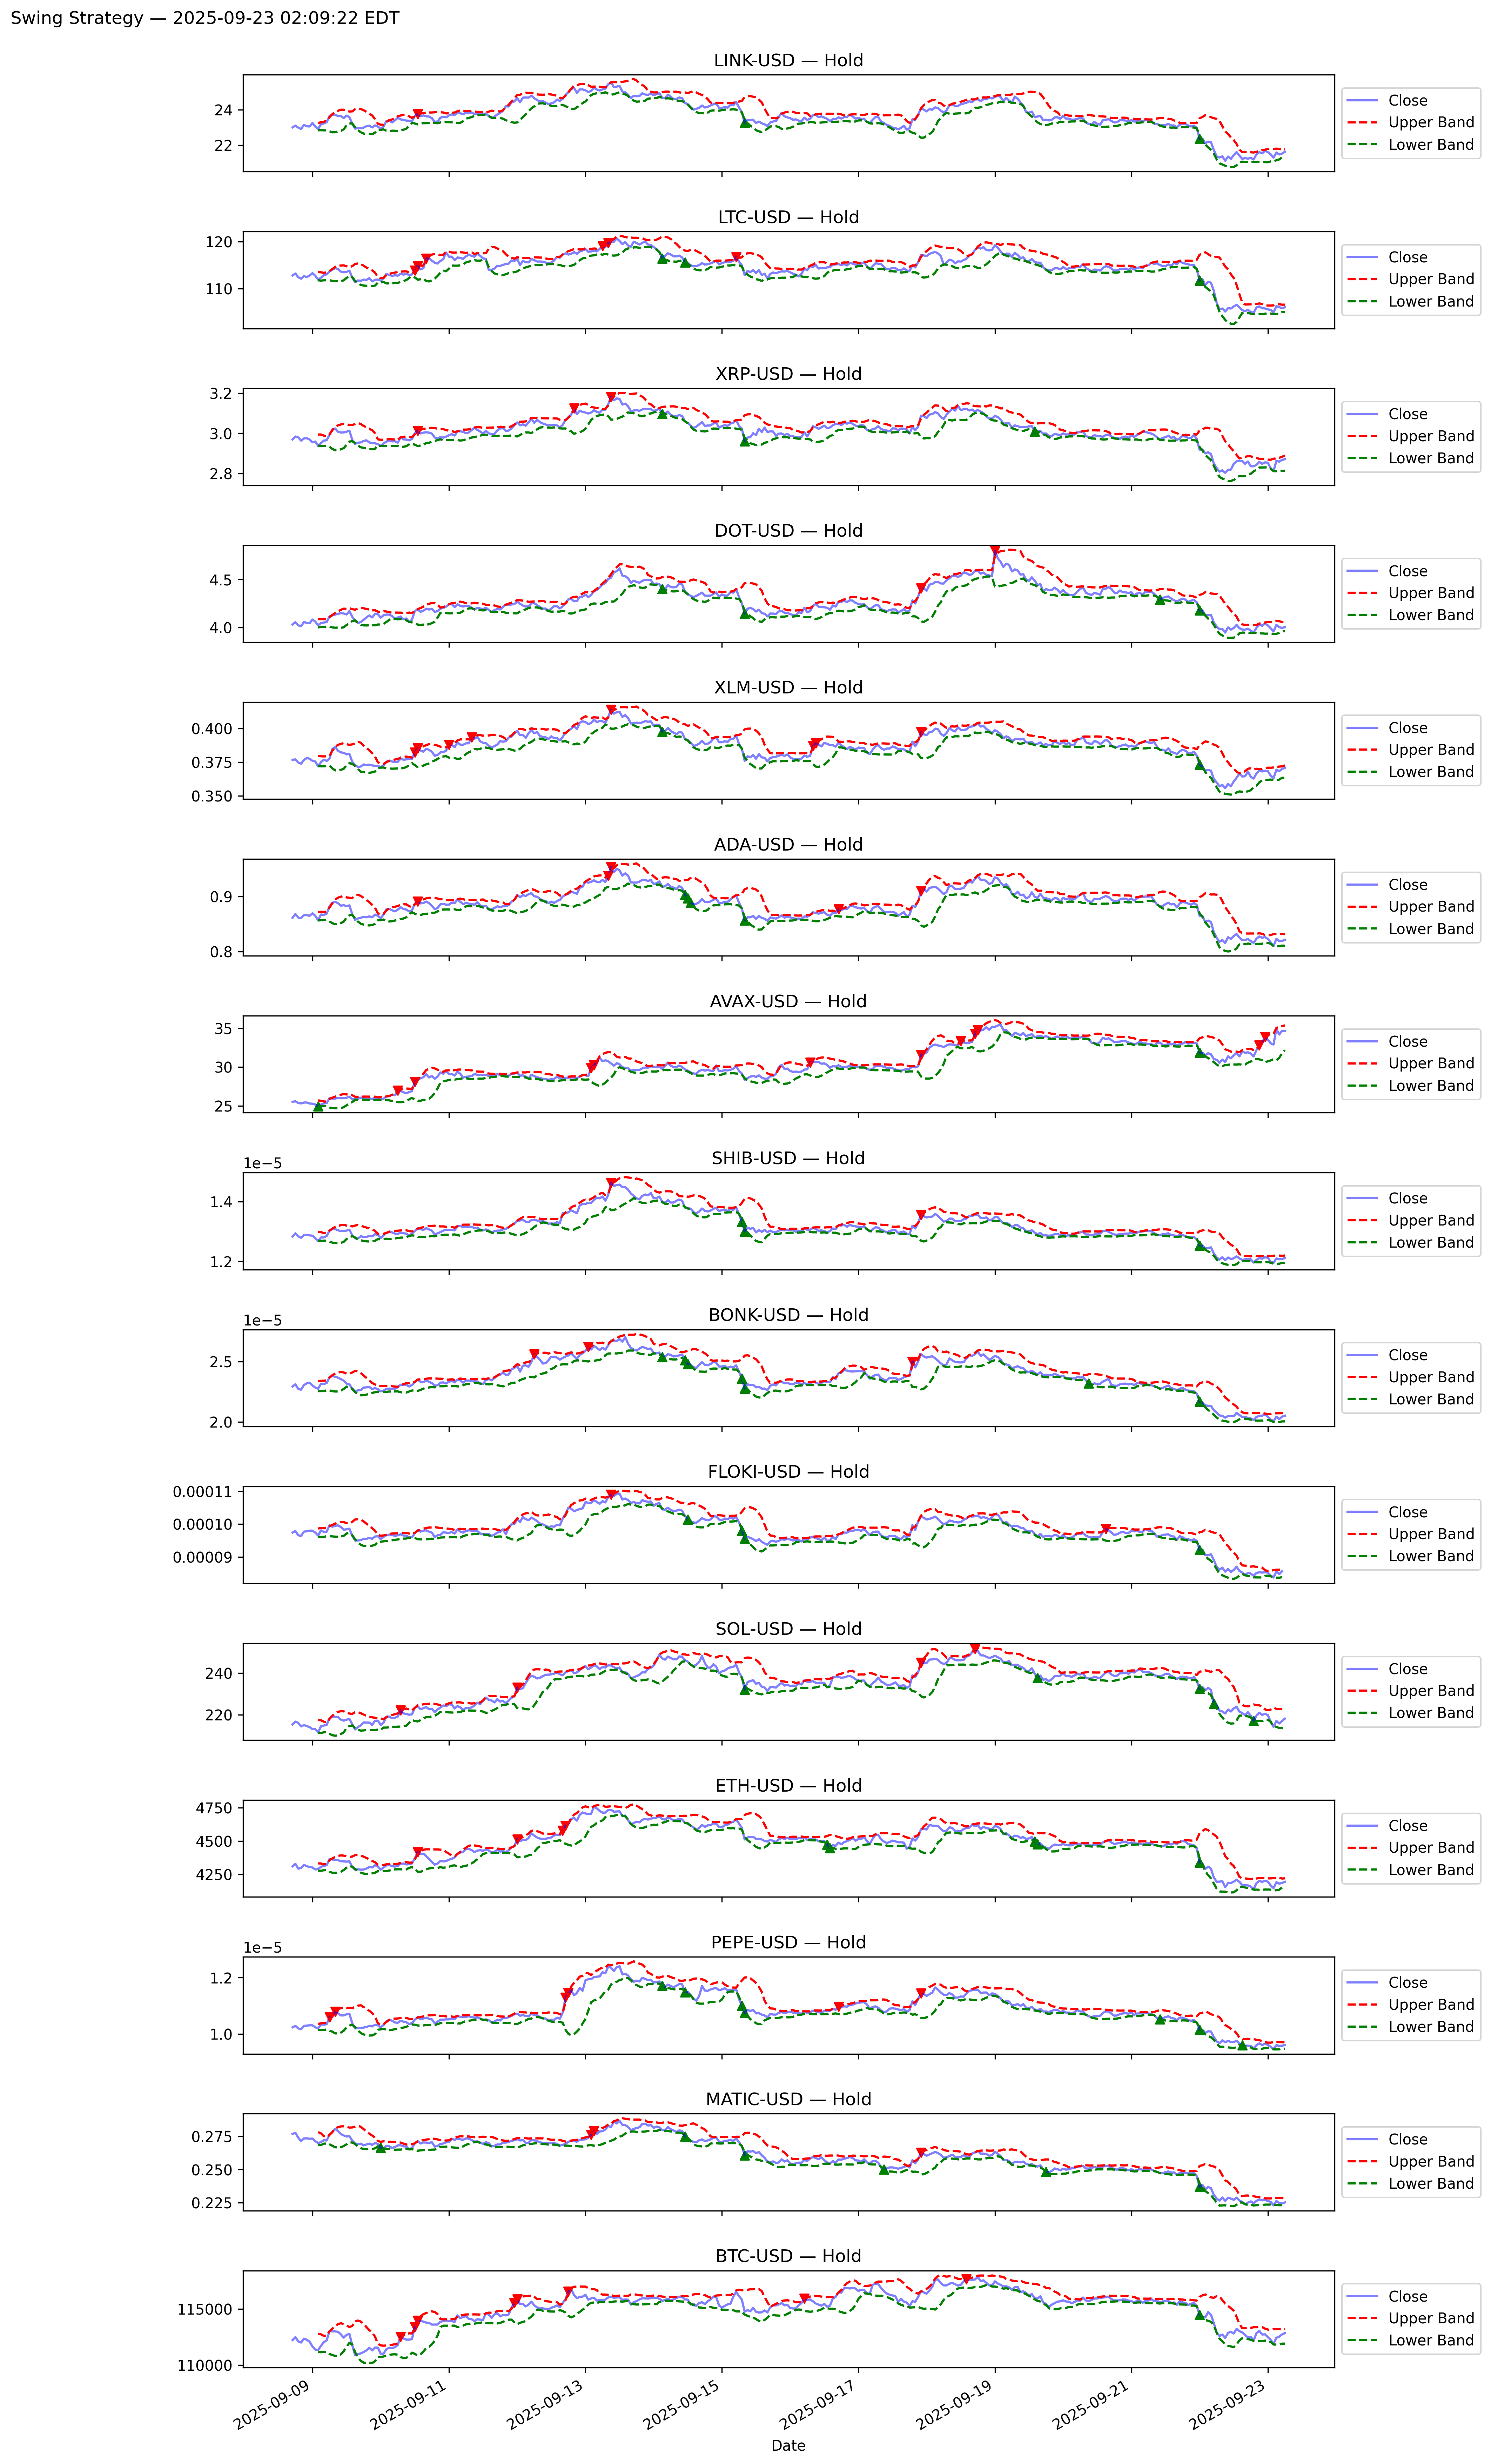 Swing Strategy — 2025-09-23 02:09:22 EDT
LINK-USD — Hold
24
22
Close
Upper Band
Lower Band
LTC-USD — Hold
120
110
Close
Upper Band
Lower Band
XRP-USD — Hold
3.2
3.0
2.8
Close
Upper Band
Lower Band
DOT-USD — Hold
4.5
4.0
Close
Upper Band
Lower Band
XLM-USD — Hold
0.400
0.375
0.350
Close
Upper Band
Lower Band
ADA-USD — Hold
0.9
0.8
Close
Upper Band
Lower Band
AVAX-USD — Hold
35
30
25
Close
Upper Band
Lower Band
SHIB-USD — Hold
1e−5
1.4
1.2
Close
Upper Band
Lower Band
BONK-USD — Hold
1e−5
2.5
2.0
Close
Upper Band
Lower Band
FLOKI-USD — Hold
0.00011
0.00010
0.00009
Close
Upper Band
Lower Band
SOL-USD — Hold
240
220
Close
Upper Band
Lower Band
ETH-USD — Hold
4750
4500
4250
Close
Upper Band
Lower Band
PEPE-USD — Hold
1e−5
1.2
1.0
Close
Upper Band
Lower Band
MATIC-USD — Hold
0.275
0.250
0.225
Close
Upper Band
Lower Band
BTC-USD — Hold
115000
110000
Close
Upper Band
Lower Band
2025-09-09
2025-09-11
2025-09-13
2025-09-15
2025-09-17
2025-09-19
2025-09-21
2025-09-23
Date